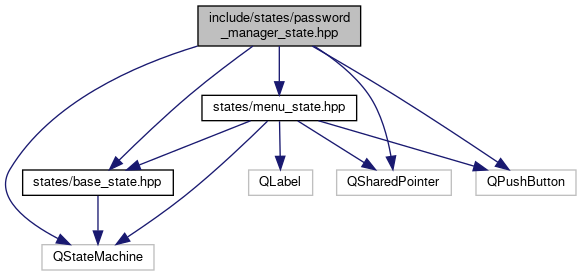 include/states/password
_manager_state.hpp
states/menu_state.hpp
states/base_state.hpp
QLabel
QSharedPointer
QPushButton
QStateMachine